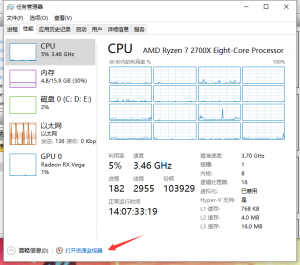 任务管理器
文件(F) 选项(O) 查看(V)
进程 性能 应用历史记录 启动 用户 详细信息 服务
CPU
5% 3.46 GHz
内存
4.8/15.9 GB (30%)
磁盘 0 (C: D: E:)
2%
以太网
以太网
发送: 136 接收: 0 Kbp
GPU 0
Radeon RX Vega
1%
CPU AMD Ryzen 7 2700X Eight-Core Processor
60 秒内的利用率 % 100%
利用率 速度
5% 3.46 GHz
进程 线程 句柄
182 2955 103929
正常运行时间
14:07:33:19
基准速度: 3.70 GHz
插槽: 1
内核: 8
逻辑处理器: 16
虚拟化: 已禁用
Hyper-V 支持: 是
L1 缓存: 768 KB
L2 缓存: 4.0 MB
L3 缓存: 16.0 MB
简略信息(D) 打开资源监视器